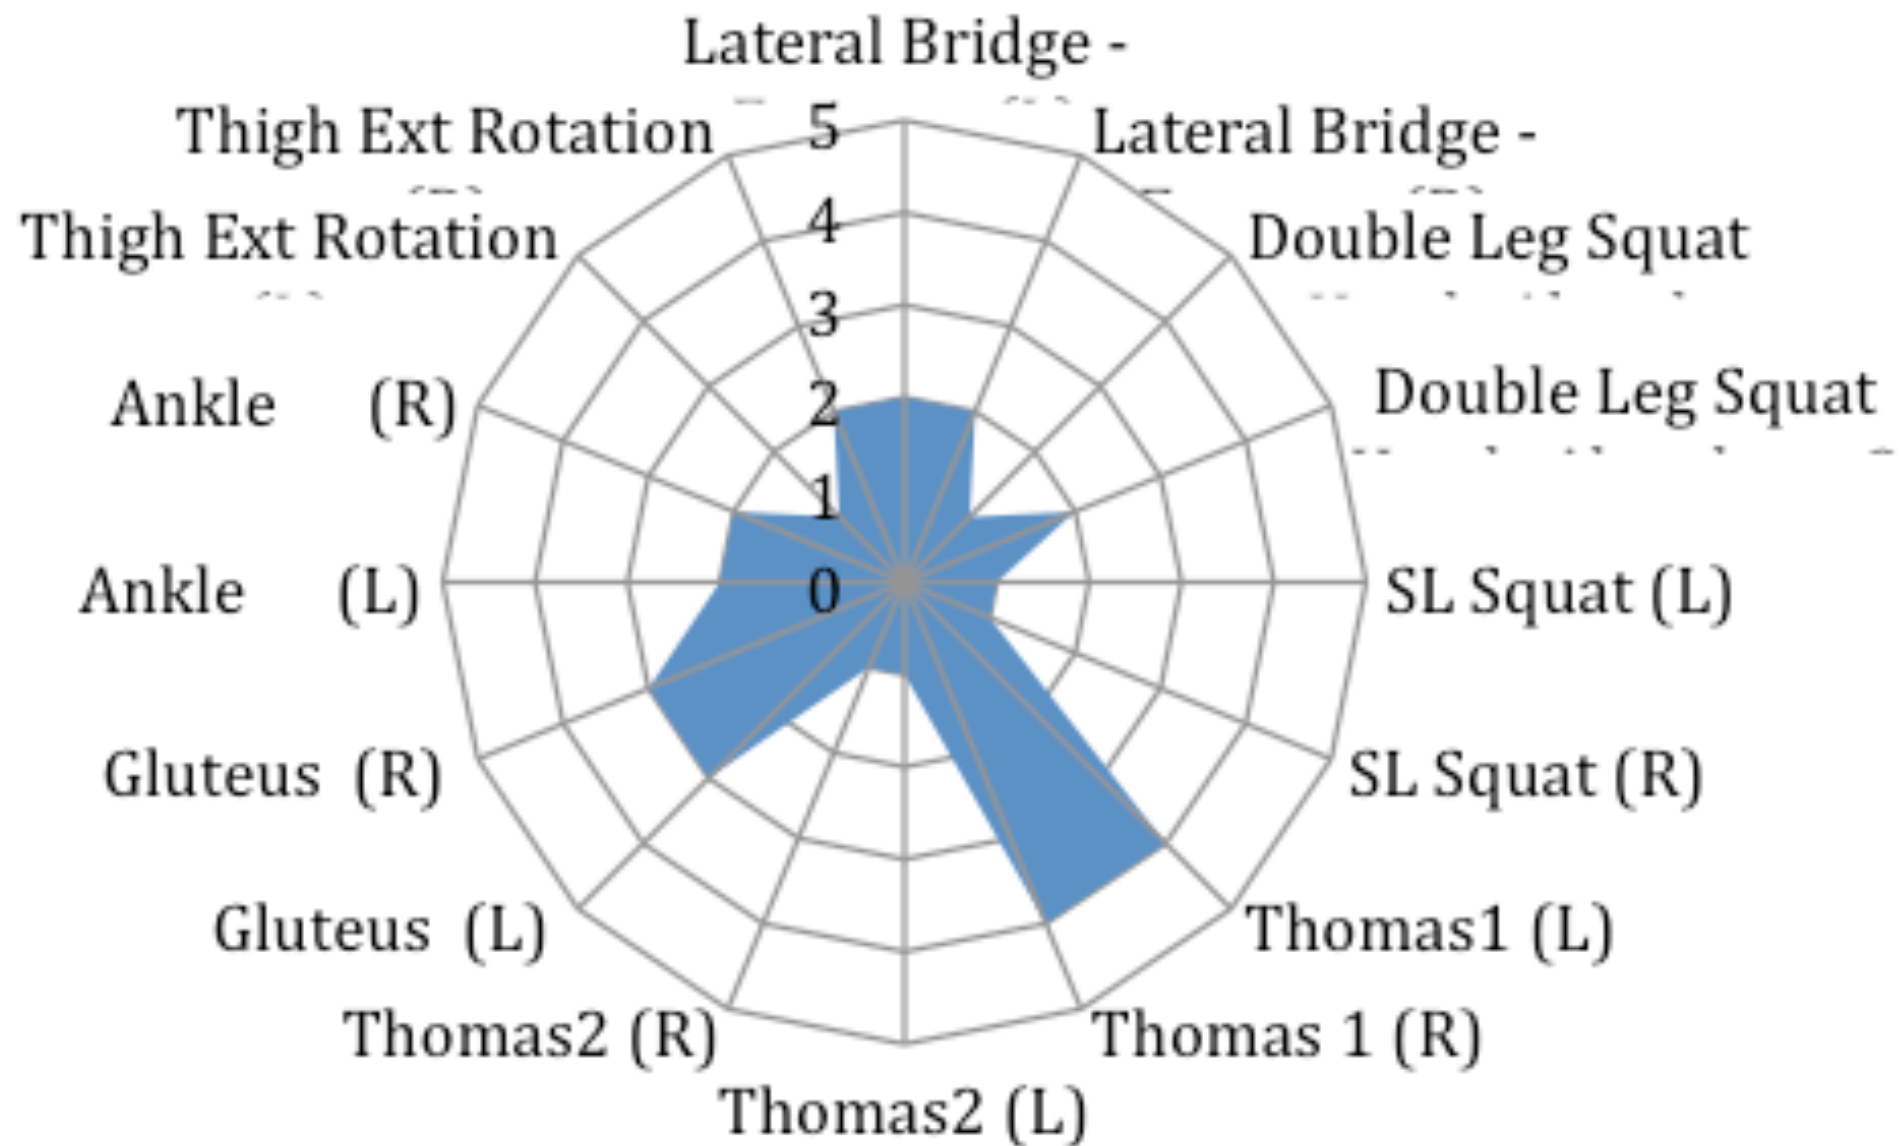 Lateral Bridge -
Lateral Bridge -
Double Leg Squat
Double Leg Squat
SL Squat (L)
SL Squat (R)
Thomas1 (L)
Thomas 1 (R)
Thomas2 (L)
Thomas2 (R)
Gluteus (L)
Gluteus (R)
Ankle (L)
Ankle (R)
Thigh Ext Rotation
Thigh Ext Rotation
5
4
3
2
1
0